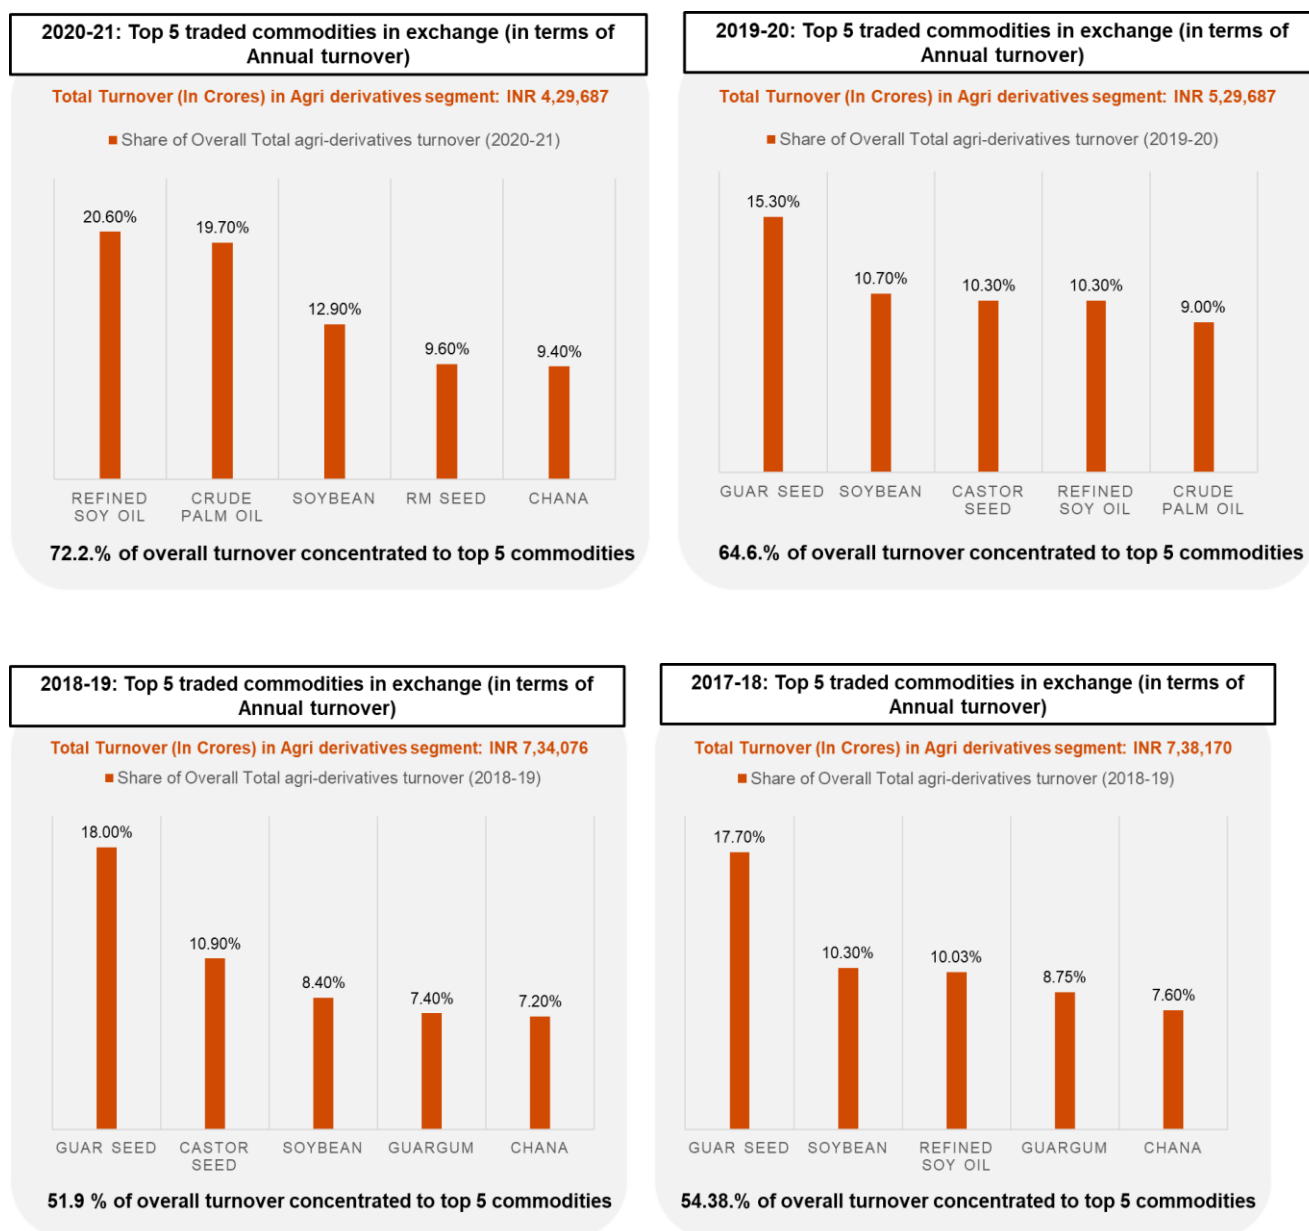 2020-21: Top 5 traded commodities in exchange (in terms of
Annual turnover)
Total Turnover (In Crores) in Agri derivatives segment: INR 4,29,687
Share of Overall Total agri-derivatives turnover (2020-21)
20.60%
19.70%
12.90%
9.60%
9.40%
REFINED
SOY OIL
CRUDE
PALM OIL
SOYBEAN
RM SEED
CHANA
72.2.% of overall turnover concentrated to top 5 commodities
2019-20: Top 5 traded commodities in exchange (in terms of
Annual turnover)
Total Turnover (In Crores) in Agri derivatives segment: INR 5,29,687
Share of Overall Total agri-derivatives turnover (2019-20)
15.30%
10.70%
10.30%
10.30%
9.00%
GUAR SEED
SOYBEAN
CASTOR
SEED
REFINED
SOY OIL
CRUDE
PALM OIL
64.6.% of overall turnover concentrated to top 5 commodities
2018-19: Top 5 traded commodities in exchange (in terms of
Annual turnover)
Total Turnover (In Crores) in Agri derivatives segment: INR 7,34,076
Share of Overall Total agri-derivatives turnover (2018-19)
18.00%
10.90%
8.40%
7.40%
7.20%
GUAR SEED
CASTOR
SEED
SOYBEAN
GUARGUM
CHANA
51.9 % of overall turnover concentrated to top 5 commodities
2017-18: Top 5 traded commodities in exchange (in terms of
Annual turnover)
Total Turnover (In Crores) in Agri derivatives segment: INR 7,38,170
Share of Overall Total agri-derivatives turnover (2018-19)
17.70%
10.30%
10.03%
8.75%
7.60%
GUAR SEED
SOYBEAN
REFINED
SOY OIL
GUARGUM
CHANA
54.38.% of overall turnover concentrated to top 5 commodities